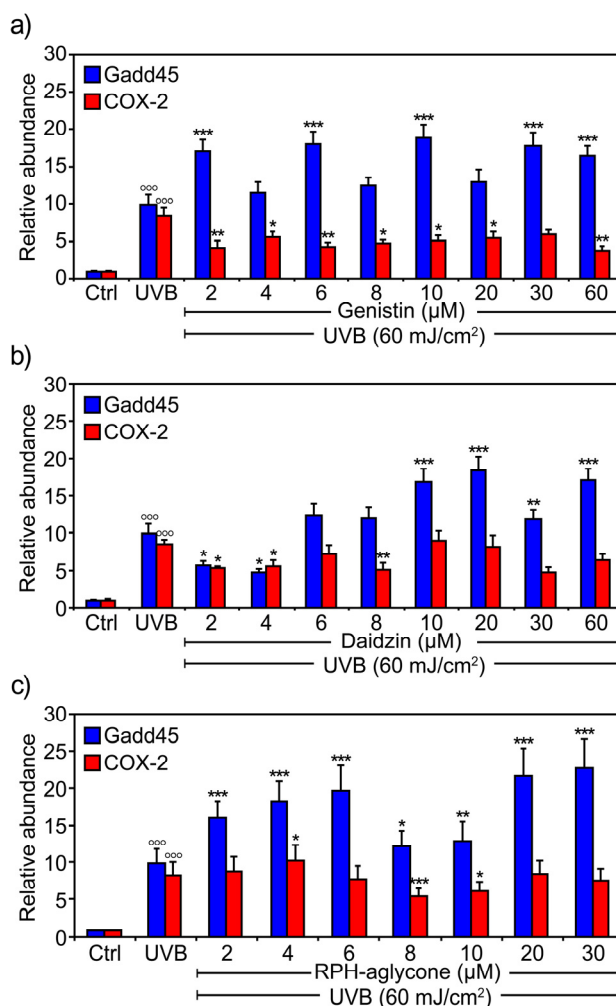 a)
30
25
20
15
10
5
0
Relative abundance
Gadd45
COX-2
°°° °°° *** ** * *** ** * *** * * *** *** **
Ctrl UVB 2 4 6 8 10 20 30 60
Genistin (µM)
UVB (60 mJ/cm²)
b)
30
25
20
15
10
5
0
Relative abundance
Gadd45
COX-2
°°° °°° * * * * ** *** *** ** ***
Ctrl UVB 2 4 6 8 10 20 30 60
Daidzin (µM)
UVB (60 mJ/cm²)
c)
30
25
20
15
10
5
0
Relative abundance
Gadd45
COX-2
°°° °°° *** *** * *** * *** ** * *** ***
Ctrl UVB 2 4 6 8 10 20 30
RPH-aglycone (µM)
UVB (60 mJ/cm²)